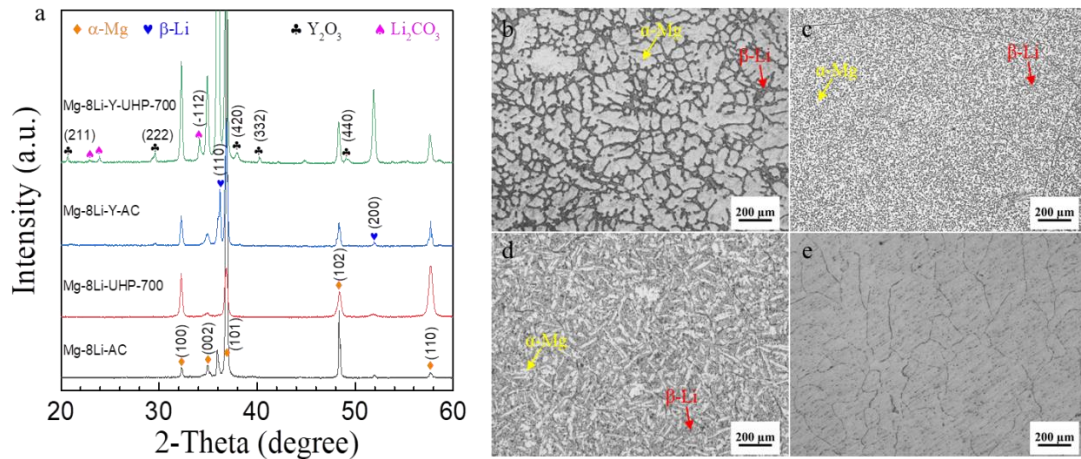 a
α-Mg β-Li Y₂O₃ Li₂CO₃
Mg-8Li-Y-UHP-700
(211) (222) (-112) (420) (332) (440)
(110)
Mg-8Li-Y-AC
(200)
Mg-8Li-UHP-700
(102)
Mg-8Li-AC
(100) (002) (101) (110)
Intensity (a.u.)
20 30 40 50 60
2-Theta (degree)
b
α-Mg
β-Li
200 µm
c
α-Mg
β-Li
200 µm
d
α-Mg
β-Li
200 µm
e
200 µm